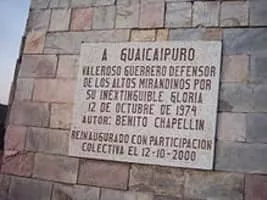 A GUAICAIPURO
VALEROSO GUERRERO DEFENSOR
DE LOS ALTOS MIRANDINOS POR
SU INEXTINGUIBLE GLORIA
12 DE OCTUBRE DE 1974
AUTOR: BENITO CHAPELLIN
REINAUGURADO CON PARTICIPACION
COLECTIVA EL 12-10-2000